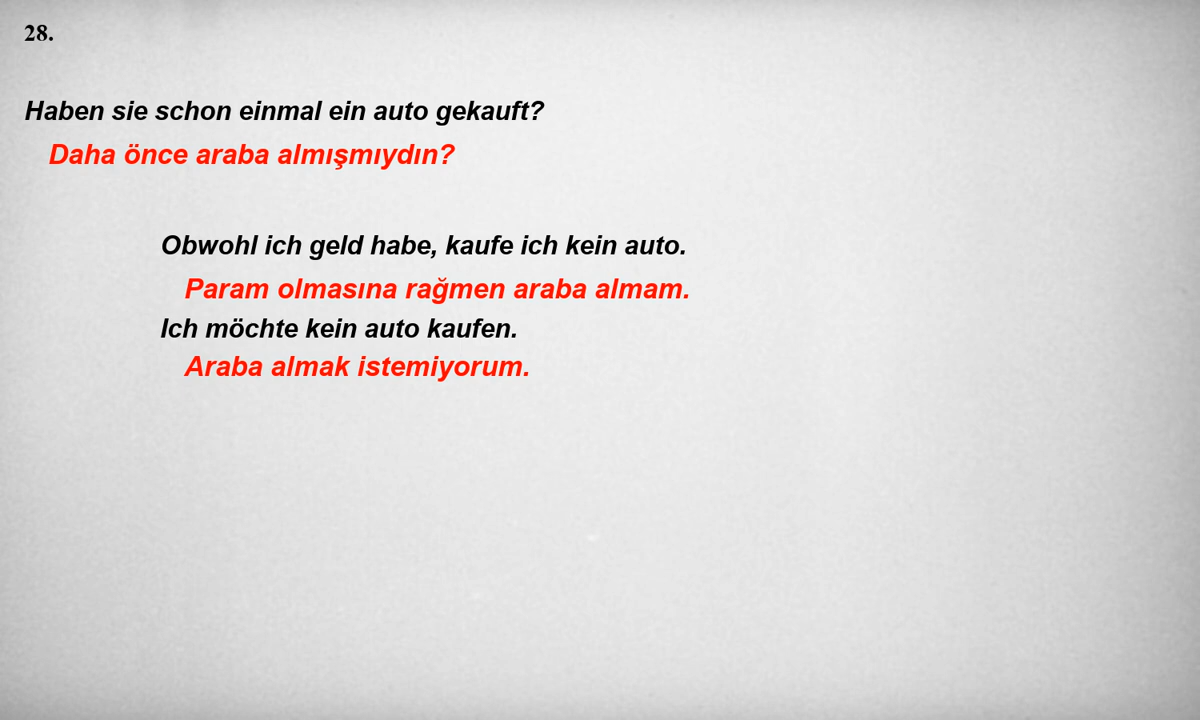 28.
Haben sie schon einmal ein auto gekauft?
Daha önce araba almışmıydın?
Obwohl ich geld habe, kaufe ich kein auto.
Param olmasına rağmen araba almam.
Ich möchte kein auto kaufen.
Araba almak istemiyorum.